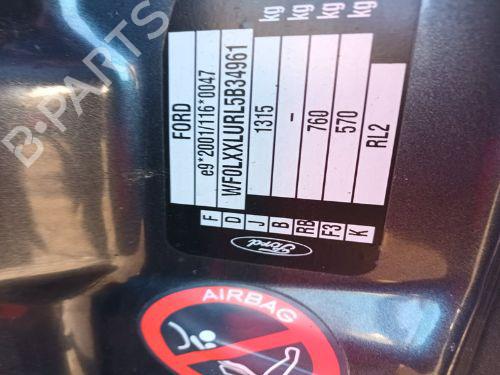 FORD
e9*2001/116*0047
WF0LXXLURL5B34961
1315 kg
- kg
760 kg
570 kg
RL2
F
D
J
B
RB
F3
K
Ford
AIRBAG
B-PARTS